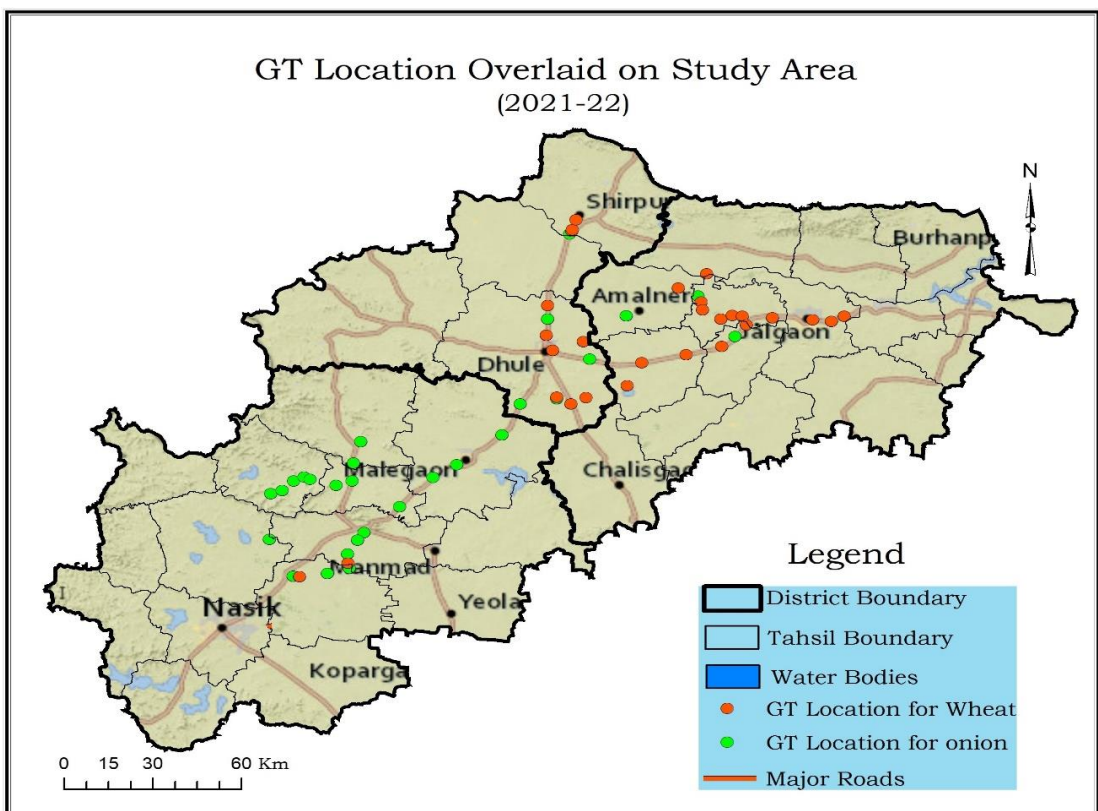 GT Location Overlaid on Study Area
(2021-22)
N
Shirpur
Burhanp
Amalner
Jalgaon
Dhule
Malegaon
Chalisgao
Manmad
Nasik
Yeola
Koparga
Legend
District Boundary
Tahsil Boundary
Water Bodies
GT Location for Wheat
GT Location for onion
Major Roads
0 15 30 60 Km